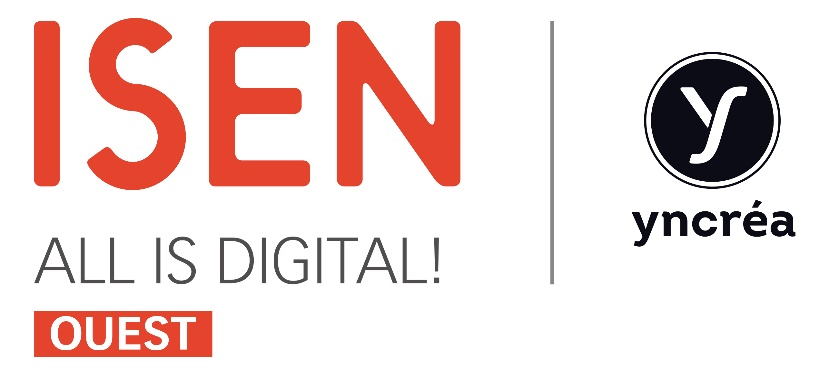 ISEN
ALL IS DIGITAL!
OUEST
y
yncréa